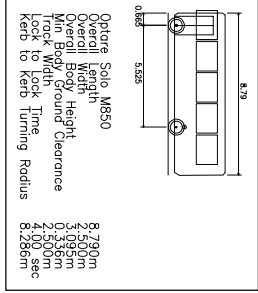 8.79
0.665
5.525
Optare Solo M850
Overall Length 8.790m
Overall Width 2.500m
Overall Body Height 3.095m
Min Body Ground Clearance 0.336m
Track Width 2.500m
Lock to Lock Time 4.00 sec
Kerb to Kerb Turning Radius 8.286m